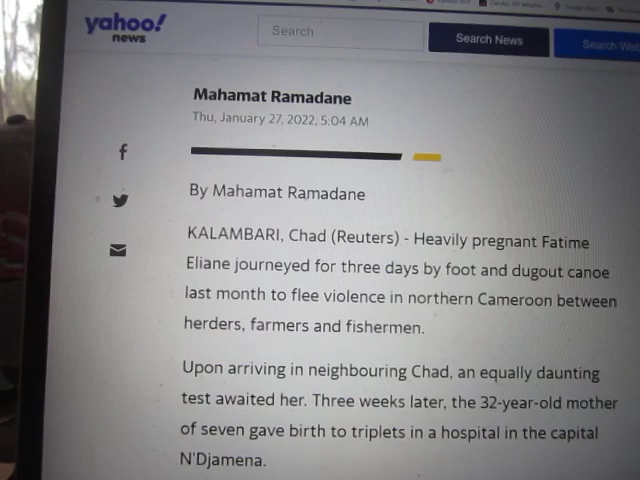 yahoo!
news
Search
Search News
Search Web
Mahamat Ramadane
Thu, January 27, 2022, 5:04 AM
By Mahamat Ramadane
KALAMBARI, Chad (Reuters) - Heavily pregnant Fatime
Eliane journeyed for three days by foot and dugout canoe
last month to flee violence in northern Cameroon between
herders, farmers and fishermen.
Upon arriving in neighbouring Chad, an equally daunting
test awaited her. Three weeks later, the 32-year-old mother
of seven gave birth to triplets in a hospital in the capital
N'Djamena.